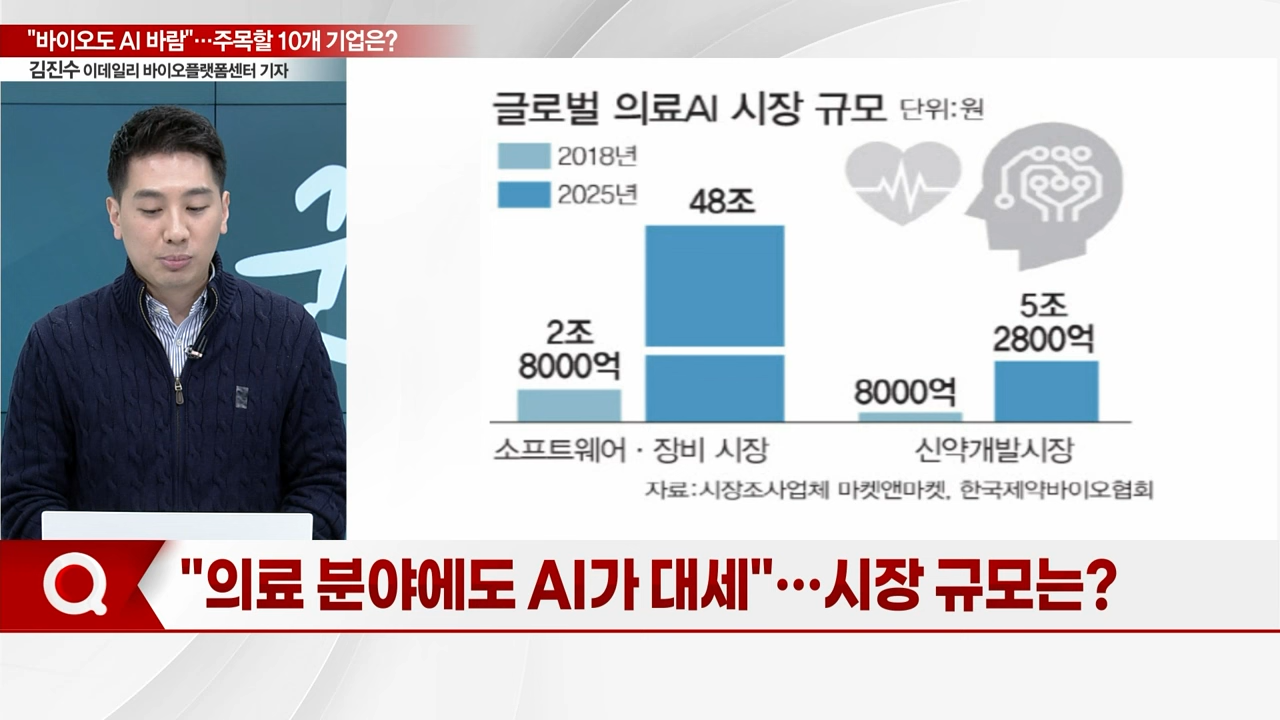 "바이오도 AI 바람"…주목할 10개 기업은?
김진수 이데일리 바이오플랫폼센터 기자
글로벌 의료AI 시장 규모 단위:원
2018년
2025년
2조
8000억
48조
8000억
5조
2800억
소프트웨어·장비 시장
신약개발시장
자료:시장조사업체 마켓앤마켓, 한국제약바이오협회
"의료 분야에도 AI가 대세"…시장 규모는?